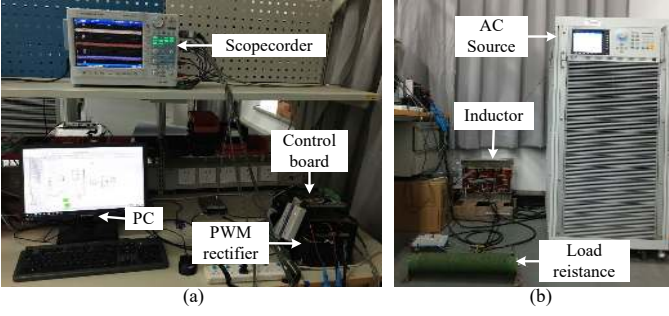 Scopecorder
Control
board
PC
PWM
rectifier
(a)
AC
Source
Inductor
Load
reistance
(b)